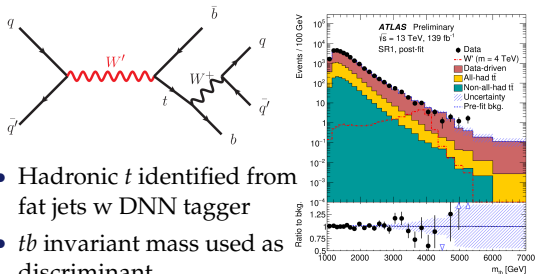 q
q̄′
W′
b̄
t
W⁺
q
q̄′
b
• Hadronic t identified from
fat jets w DNN tagger
• tb invariant mass used as
discriminant
ATLAS Preliminary
√s = 13 TeV, 139 fb⁻¹
SR1, post-fit
Data
W' (m = 4 TeV)
Data-driven
All-had tt̄
Non-all-had tt̄
Uncertainty
Pre-fit bkg.
Events / 100 GeV
10⁵
10⁴
10³
10²
10
1
10⁻¹
10⁻²
10⁻³
10⁻⁴
Ratio to bkg.
1.25
1.0
0.75
0.5
1000 2000 3000 4000 5000 6000 7000
m_tb [GeV]